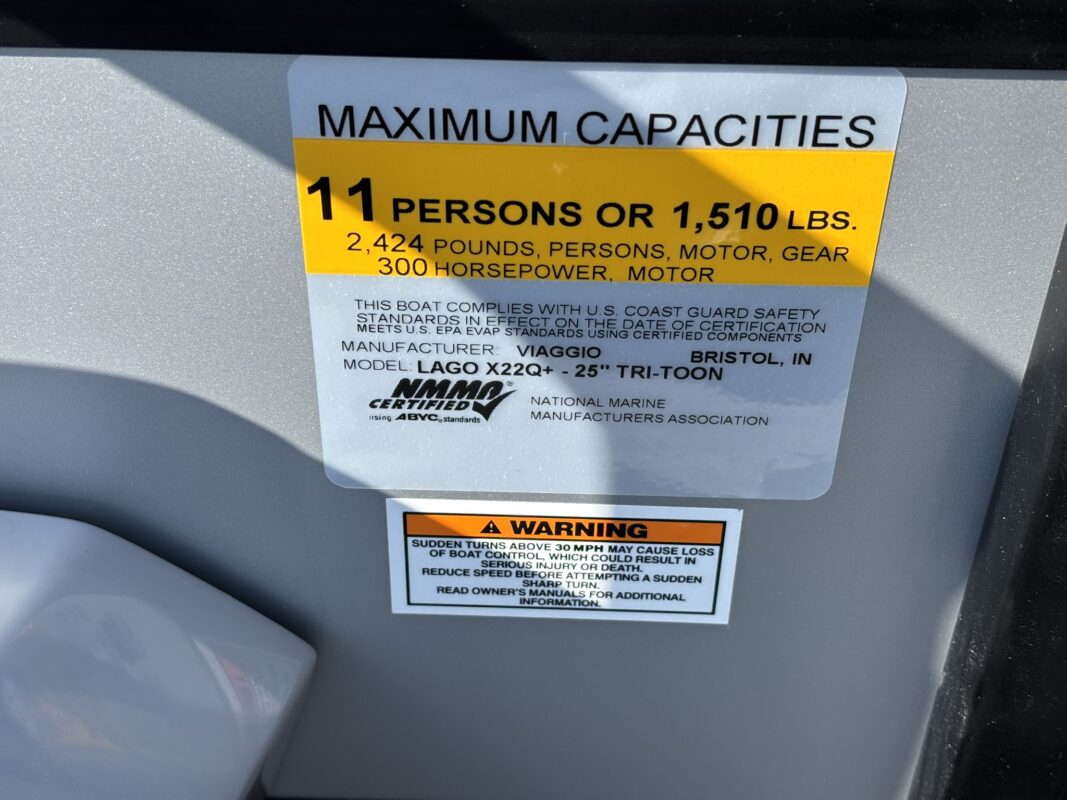 MAXIMUM CAPACITIES
11 PERSONS OR 1,510 LBS.
2,424 POUNDS, PERSONS, MOTOR, GEAR
300 HORSEPOWER, MOTOR
THIS BOAT COMPLIES WITH U.S. COAST GUARD SAFETY
STANDARDS IN EFFECT ON THE DATE OF CERTIFICATION
MEETS U.S. EPA EVAP STANDARDS USING CERTIFIED COMPONENTS
MANUFACTURER: VIAGGIO BRISTOL, IN
MODEL: LAGO X22Q+ - 25" TRI-TOON
NMMA®
CERTIFIED
using ABYC® standards
NATIONAL MARINE
MANUFACTURERS ASSOCIATION
⚠ WARNING
SUDDEN TURNS ABOVE 30 MPH MAY CAUSE LOSS
OF BOAT CONTROL, WHICH COULD RESULT IN
SERIOUS INJURY OR DEATH.
REDUCE SPEED BEFORE ATTEMPTING A SUDDEN
SHARP TURN.
READ OWNER'S MANUALS FOR ADDITIONAL
INFORMATION.